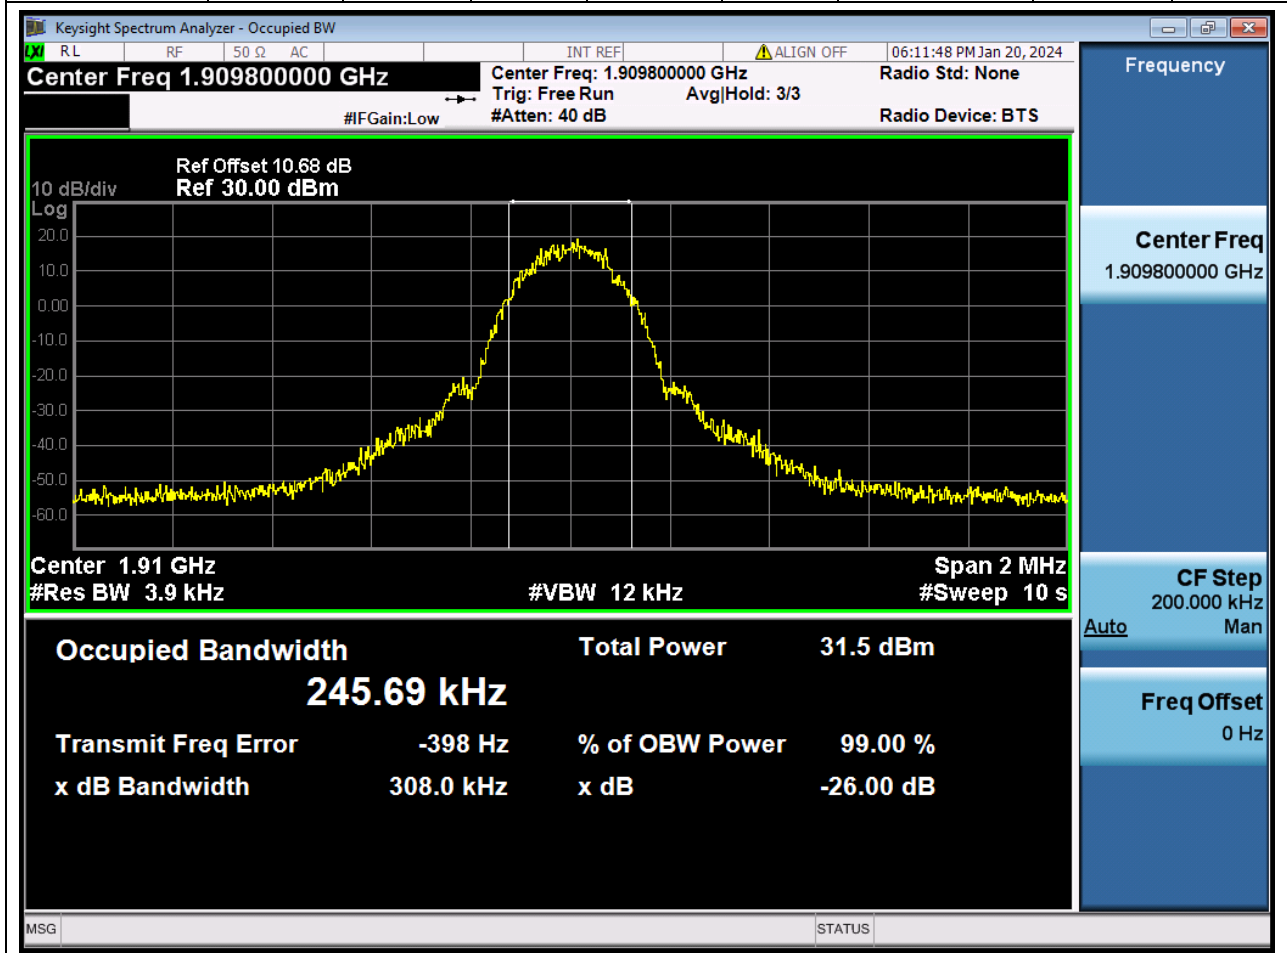 Keysight Spectrum Analyzer - Occupied BW
LXI RL RF 50 Ω AC INT REF ALIGN OFF 06:11:48 PM Jan 20, 2024
Center Freq 1.909800000 GHz
Center Freq: 1.909800000 GHz
Radio Std: None
Trig: Free Run Avg|Hold: 3/3
#IFGain:Low
#Atten: 40 dB
Radio Device: BTS
Ref Offset 10.68 dB
10 dB/div Ref 30.00 dBm
Log
20.0
10.0
0.00
-10.0
-20.0
-30.0
-40.0
-50.0
-60.0
Center 1.91 GHz Span 2 MHz
#Res BW 3.9 kHz #VBW 12 kHz #Sweep 10 s
Occupied Bandwidth Total Power 31.5 dBm
245.69 kHz
Transmit Freq Error -398 Hz % of OBW Power 99.00 %
x dB Bandwidth 308.0 kHz x dB -26.00 dB
MSG STATUS
Frequency
Center Freq
1.909800000 GHz
CF Step
200.000 kHz
Auto Man
Freq Offset
0 Hz